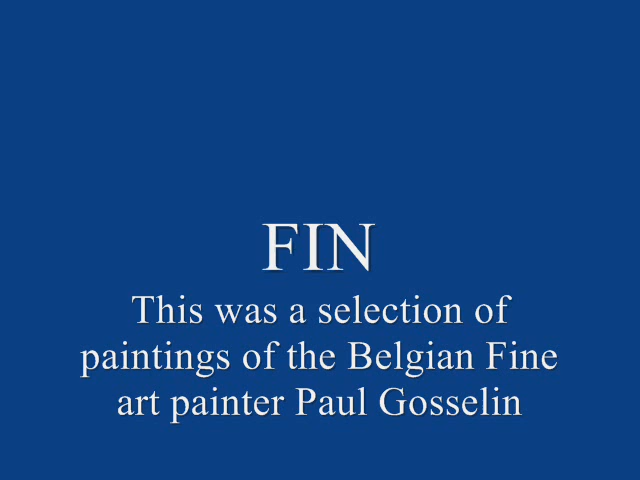 FIN
This was a selection of
paintings of the Belgian Fine
art painter Paul Gosselin